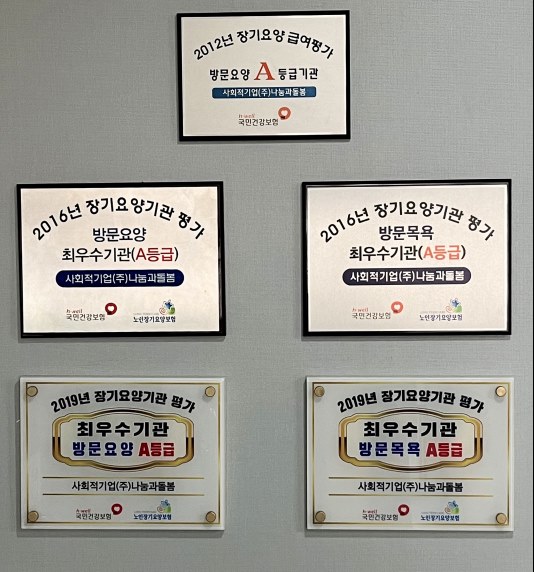 2012년 장기요양 급여평가
방문요양 A 등급기관
사회적기업(주)나눔과돌봄
h·well
국민건강보험
2016년 장기요양기관 평가
방문요양
최우수기관(A등급)
사회적기업(주)나눔과돌봄
h·well
국민건강보험
노인장기요양보험
2016년 장기요양기관 평가
방문목욕
최우수기관(A등급)
사회적기업(주)나눔과돌봄
h·well
국민건강보험
노인장기요양보험
2019년 장기요양기관 평가
최우수기관
방문요양 A등급
사회적기업(주)나눔과돌봄
h·well
국민건강보험
노인장기요양보험
2019년 장기요양기관 평가
최우수기관
방문목욕 A등급
사회적기업(주)나눔과돌봄
h·well
국민건강보험
노인장기요양보험